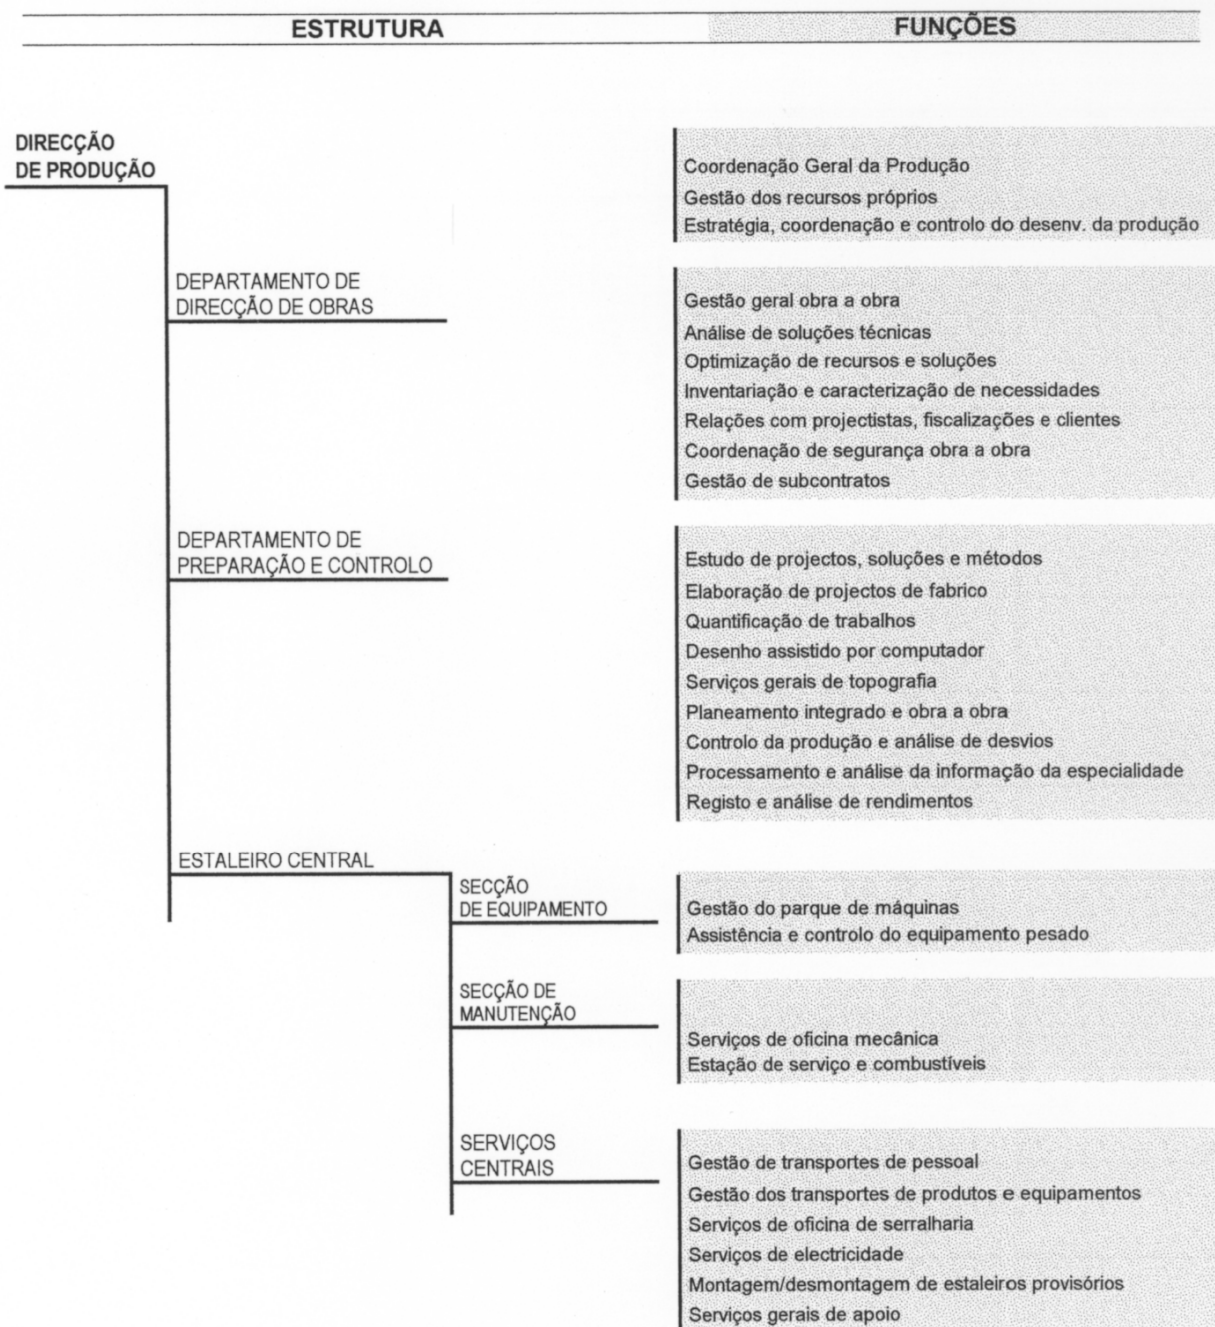 ESTRUTURA
FUNÇÕES
DIRECÇÃO
DE PRODUÇÃO
Coordenação Geral da Produção
Gestão dos recursos próprios
Estratégia, coordenação e controlo do desenv. da produção
DEPARTAMENTO DE
DIRECÇÃO DE OBRAS
Gestão geral obra a obra
Análise de soluções técnicas
Optimização de recursos e soluções
Inventariação e caracterização de necessidades
Relações com projectistas, fiscalizações e clientes
Coordenação de segurança obra a obra
Gestão de subcontratos
DEPARTAMENTO DE
PREPARAÇÃO E CONTROLO
Estudo de projectos, soluções e métodos
Elaboração de projectos de fabrico
Quantificação de trabalhos
Desenho assistido por computador
Serviços gerais de topografia
Planeamento integrado e obra a obra
Controlo da produção e análise de desvios
Processamento e análise da informação da especialidade
Registo e análise de rendimentos
ESTALEIRO CENTRAL
SECÇÃO
DE EQUIPAMENTO
Gestão do parque de máquinas
Assistência e controlo do equipamento pesado
SECÇÃO DE
MANUTENÇÃO
Serviços de oficina mecânica
Estação de serviço e combustíveis
SERVIÇOS
CENTRAIS
Gestão de transportes de pessoal
Gestão dos transportes de produtos e equipamentos
Serviços de oficina de serralharia
Serviços de electricidade
Montagem/desmontagem de estaleiros provisórios
Serviços gerais de apoio